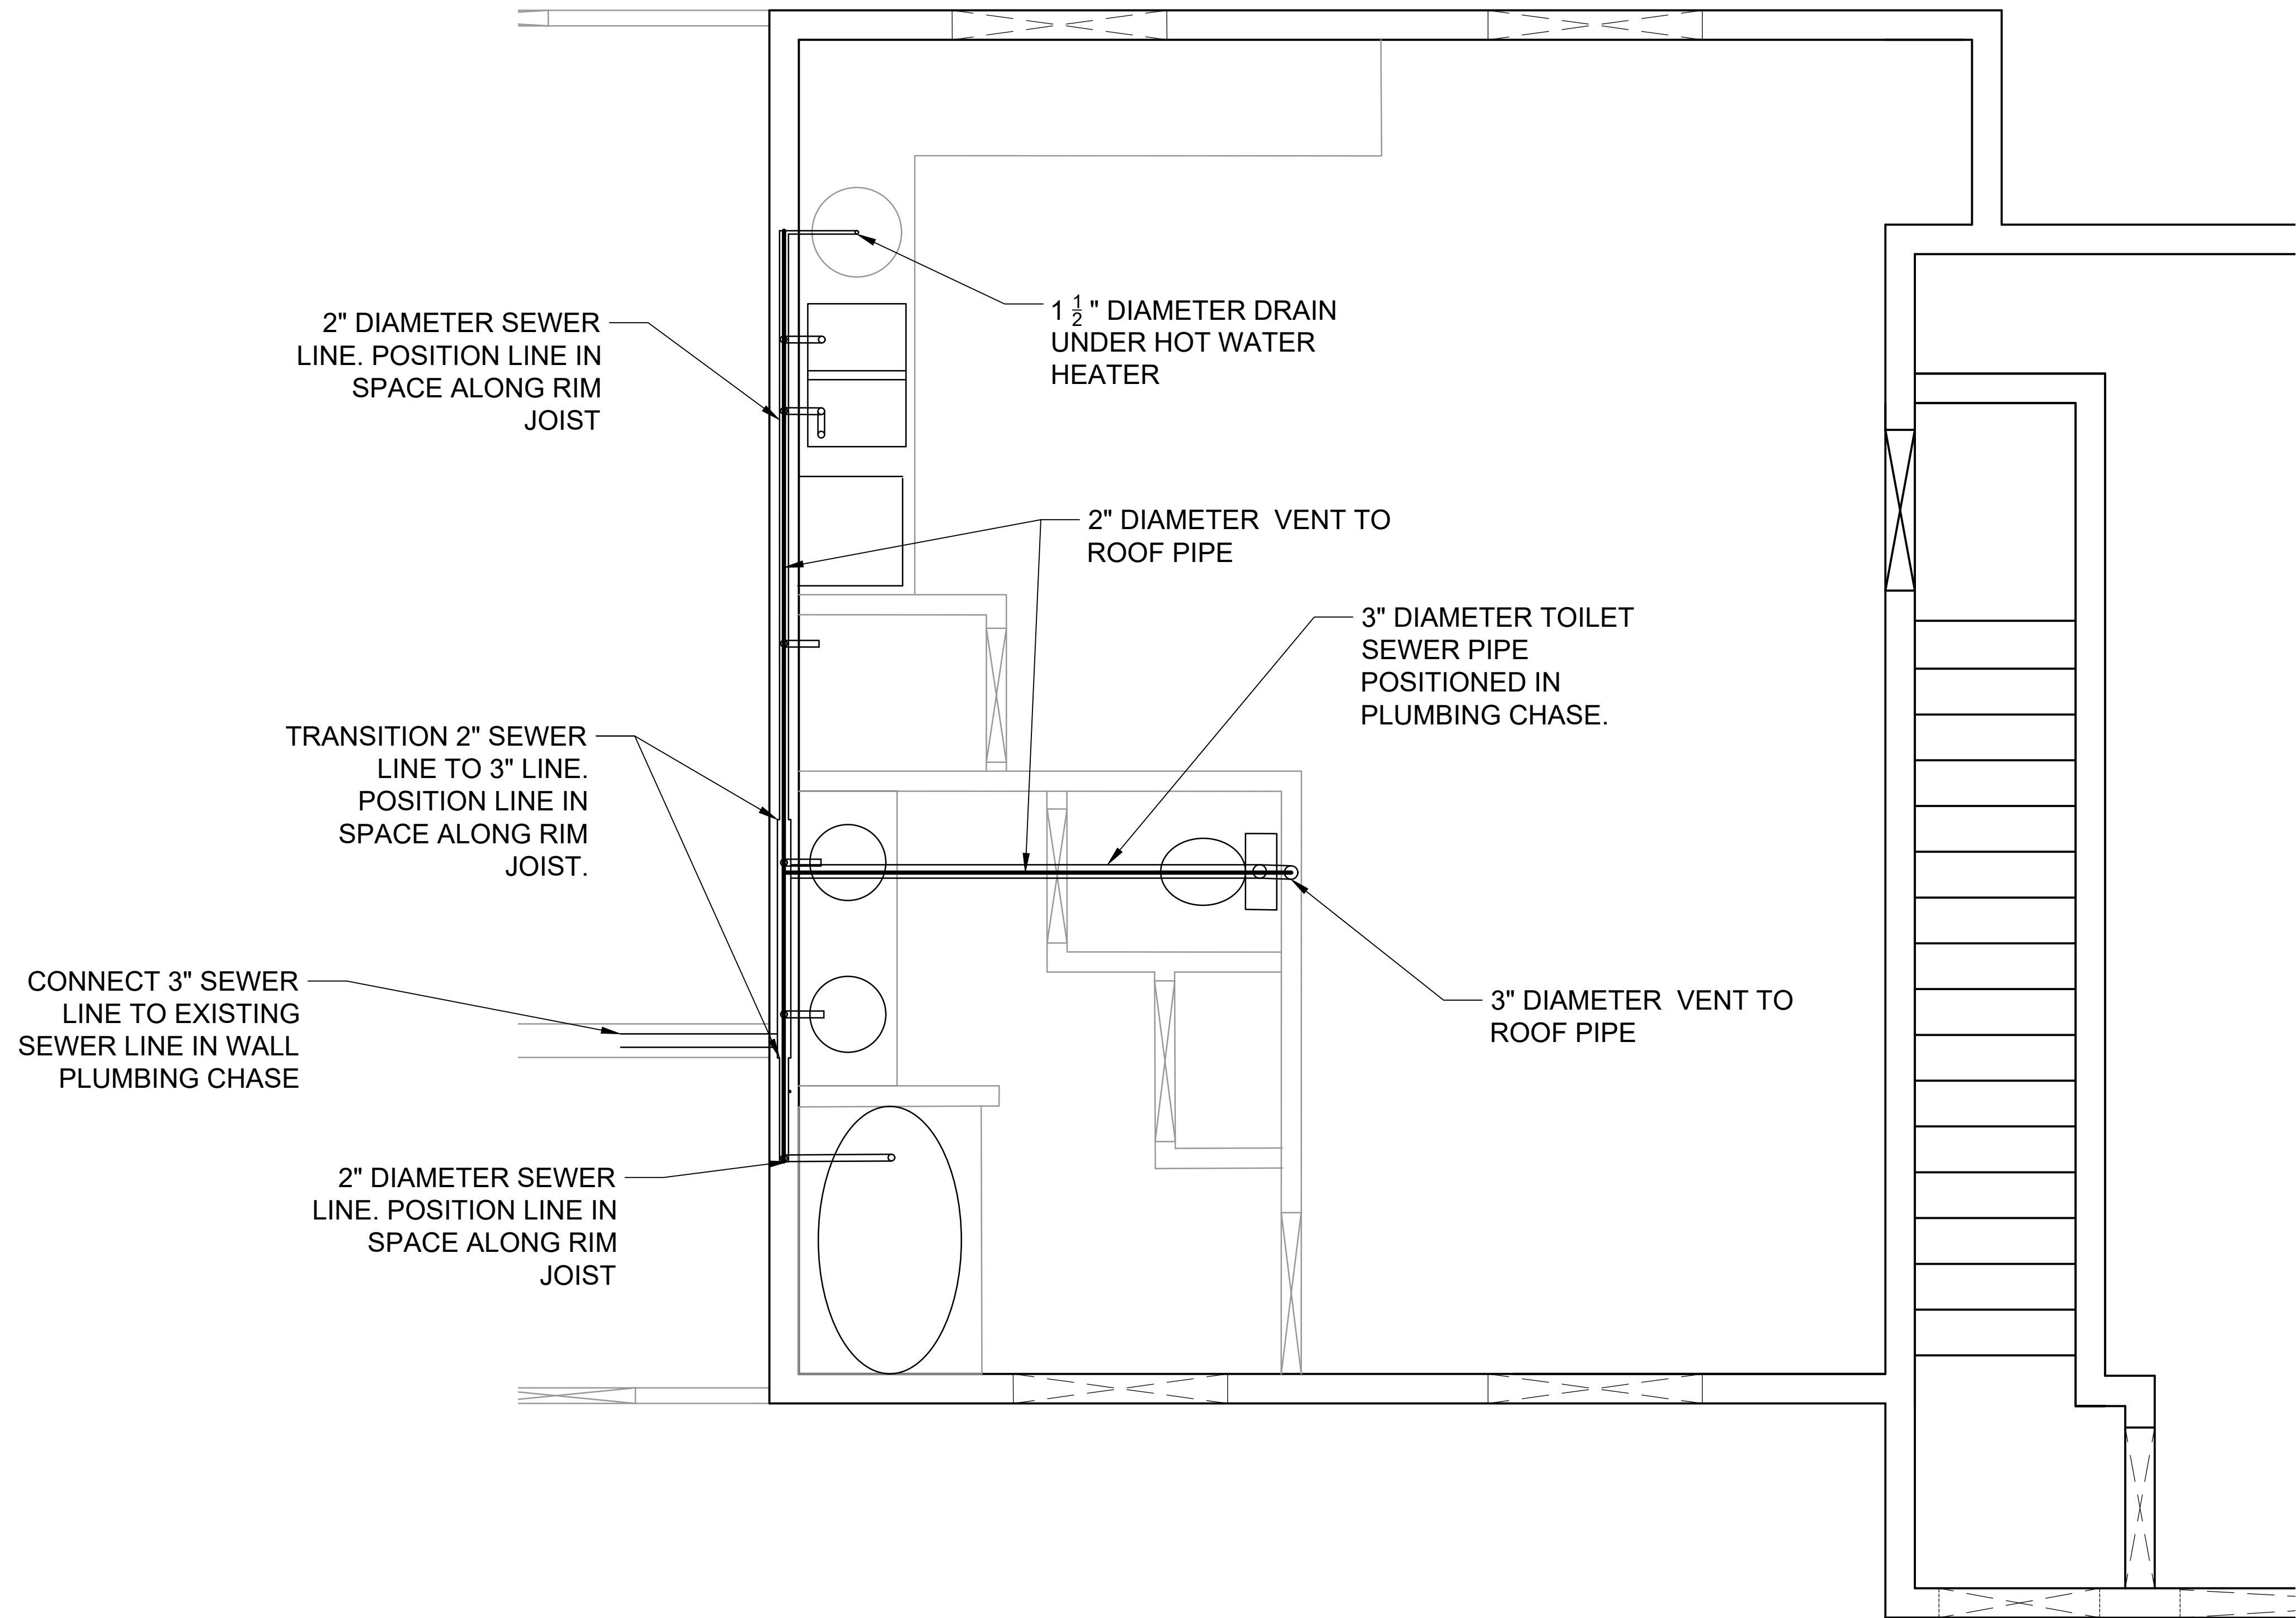 1 1/2" DIAMETER DRAIN
UNDER HOT WATER
HEATER
2" DIAMETER SEWER
LINE. POSITION LINE IN
SPACE ALONG RIM
JOIST
2" DIAMETER  VENT TO
ROOF PIPE
3" DIAMETER TOILET
SEWER PIPE
POSITIONED IN
PLUMBING CHASE.
TRANSITION 2" SEWER
LINE TO 3" LINE.
POSITION LINE IN
SPACE ALONG RIM
JOIST.
CONNECT 3" SEWER
LINE TO EXISTING
SEWER LINE IN WALL
PLUMBING CHASE
3" DIAMETER  VENT TO
ROOF PIPE
2" DIAMETER SEWER
LINE. POSITION LINE IN
SPACE ALONG RIM
JOIST